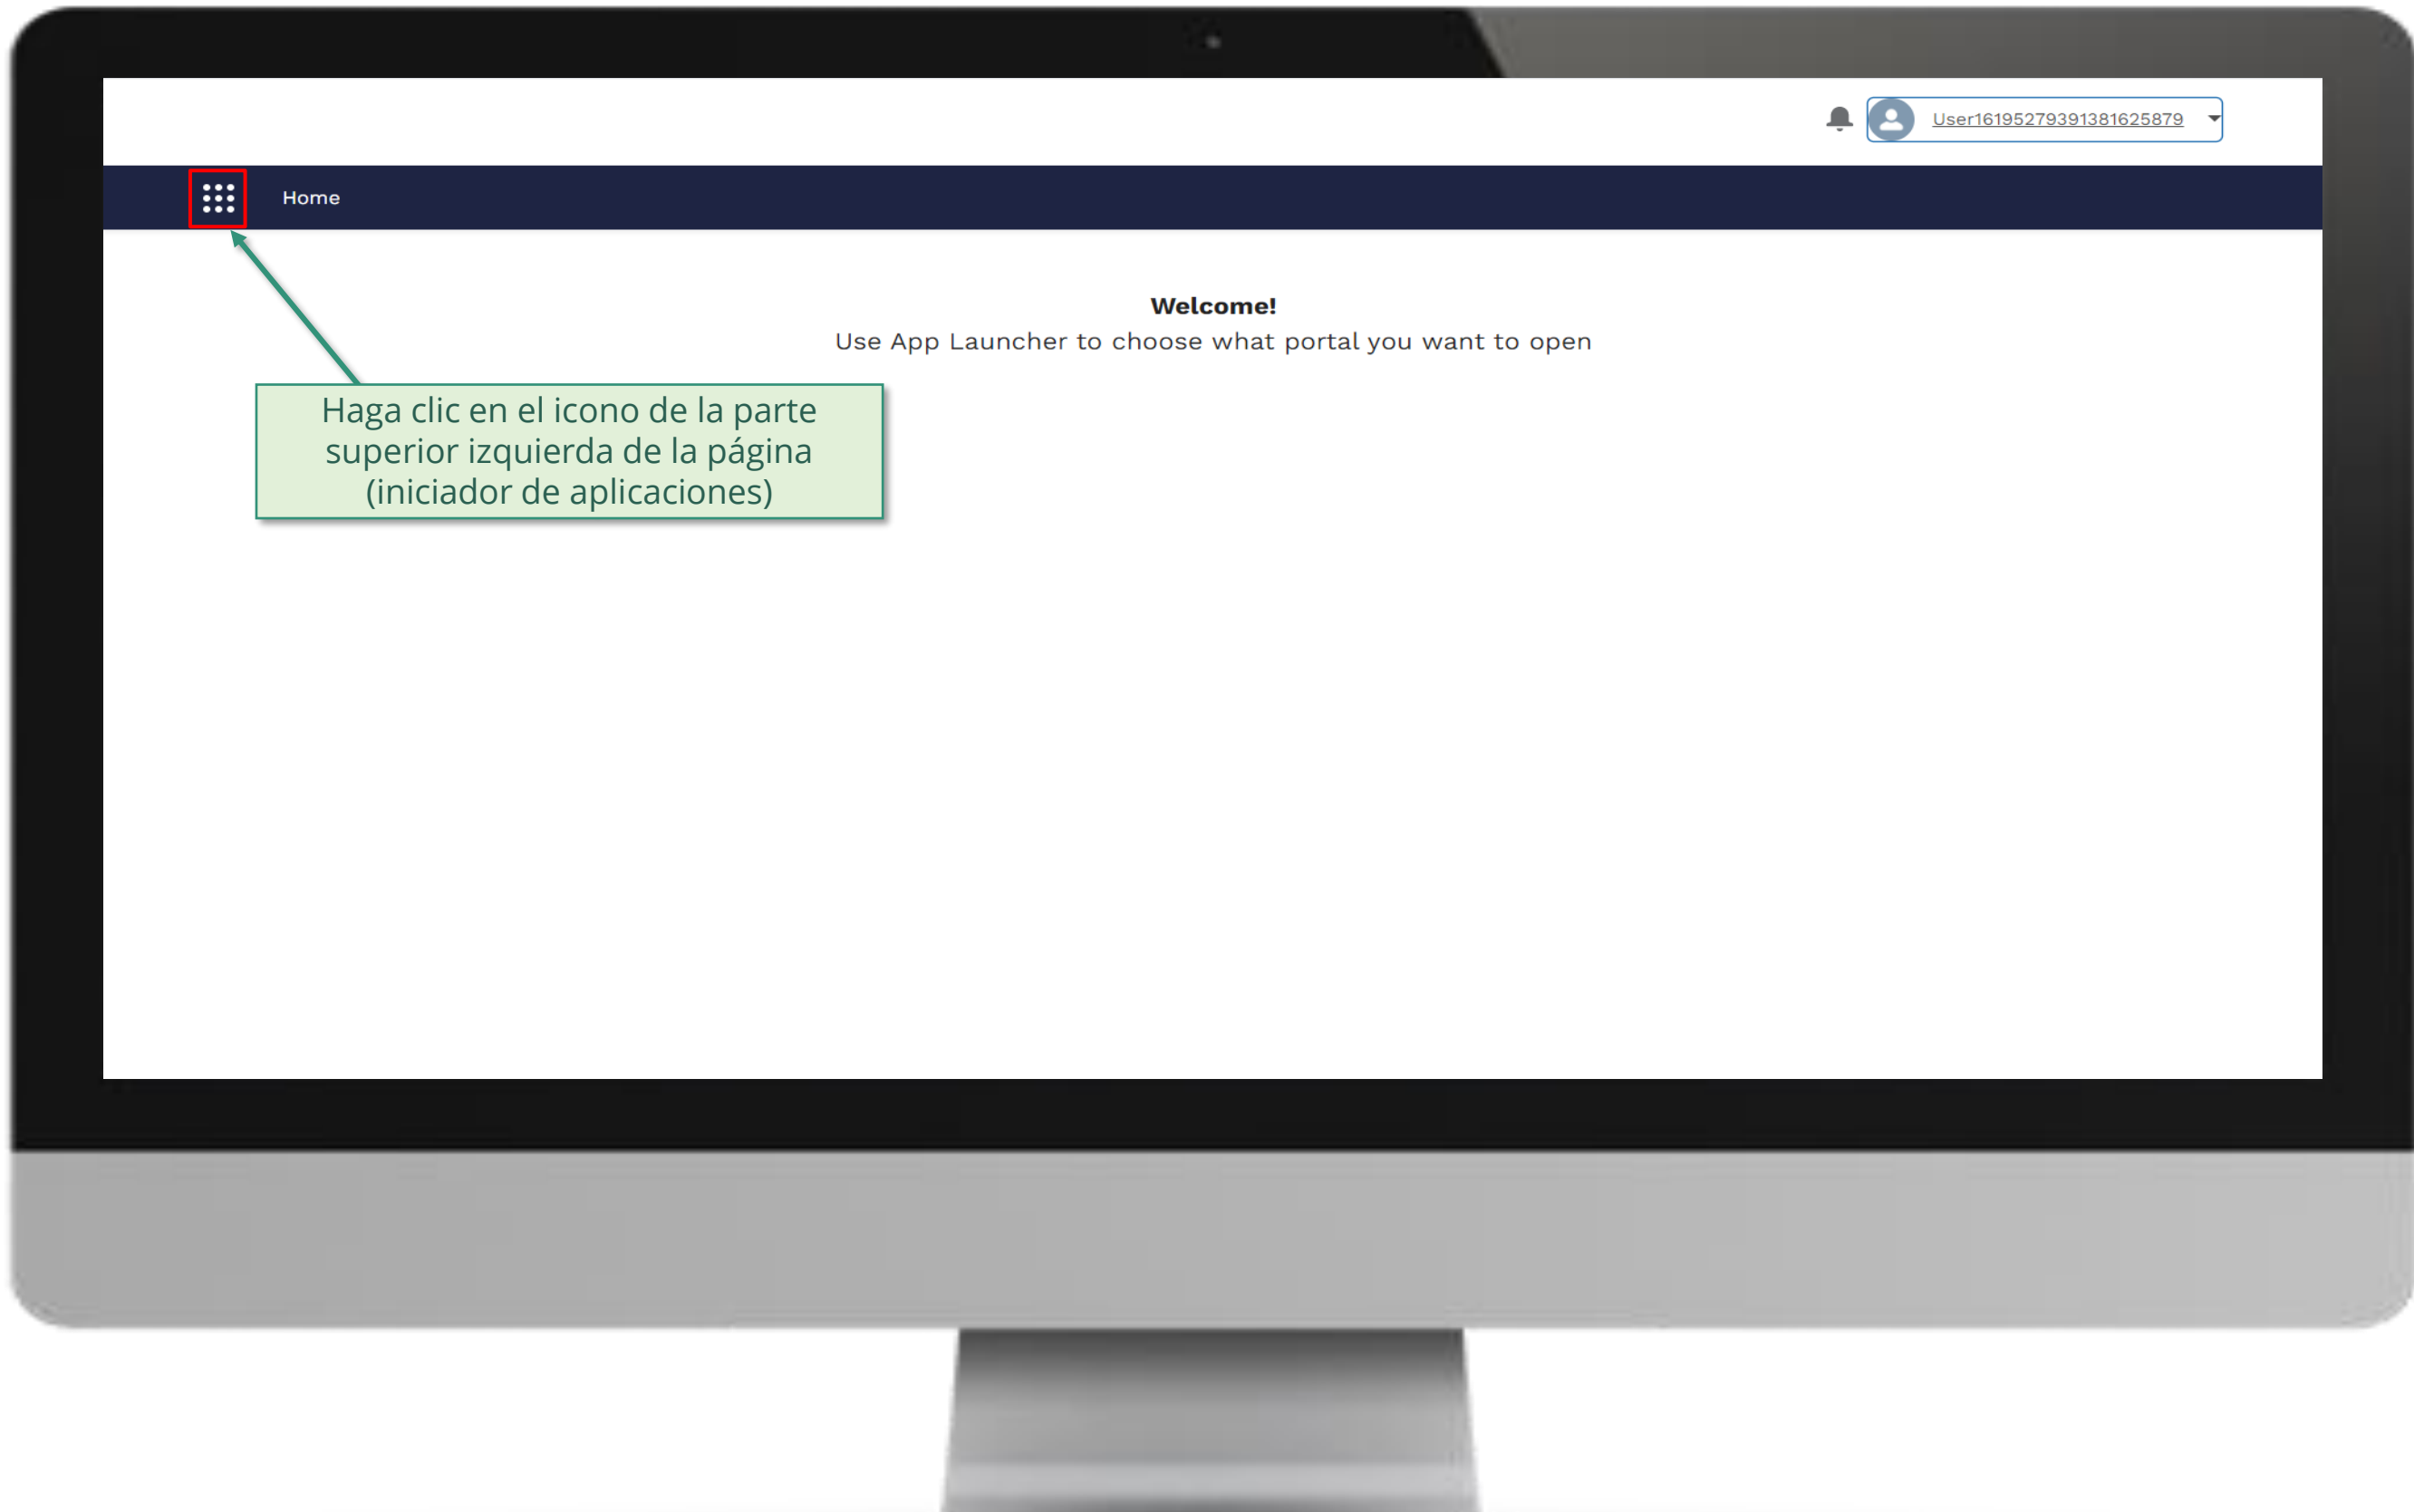 User16195279391381625879
Home
Welcome!
Use App Launcher to choose what portal you want to open
Haga clic en el icono de la parte
superior izquierda de la página
(iniciador de aplicaciones)